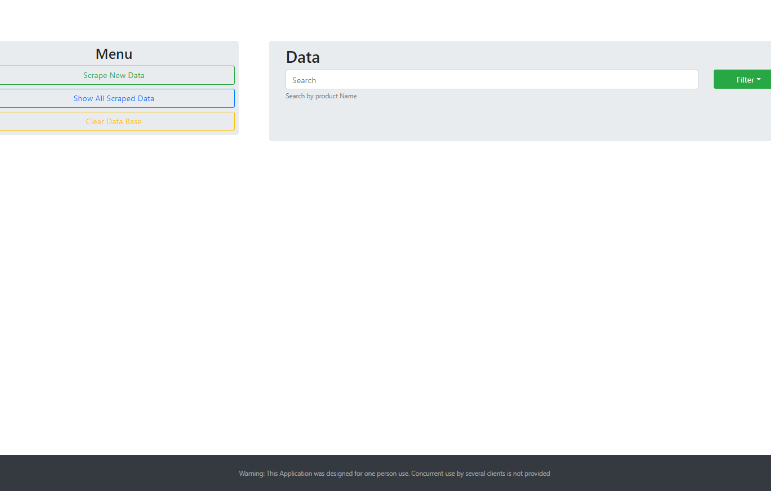 Menu
Scrape New Data
Show All Scraped Data
Clear Data Base
Data
Search
Filter
Search by product Name
Warning: This Application was designed for one person use. Concurrent use by several clients is not provided